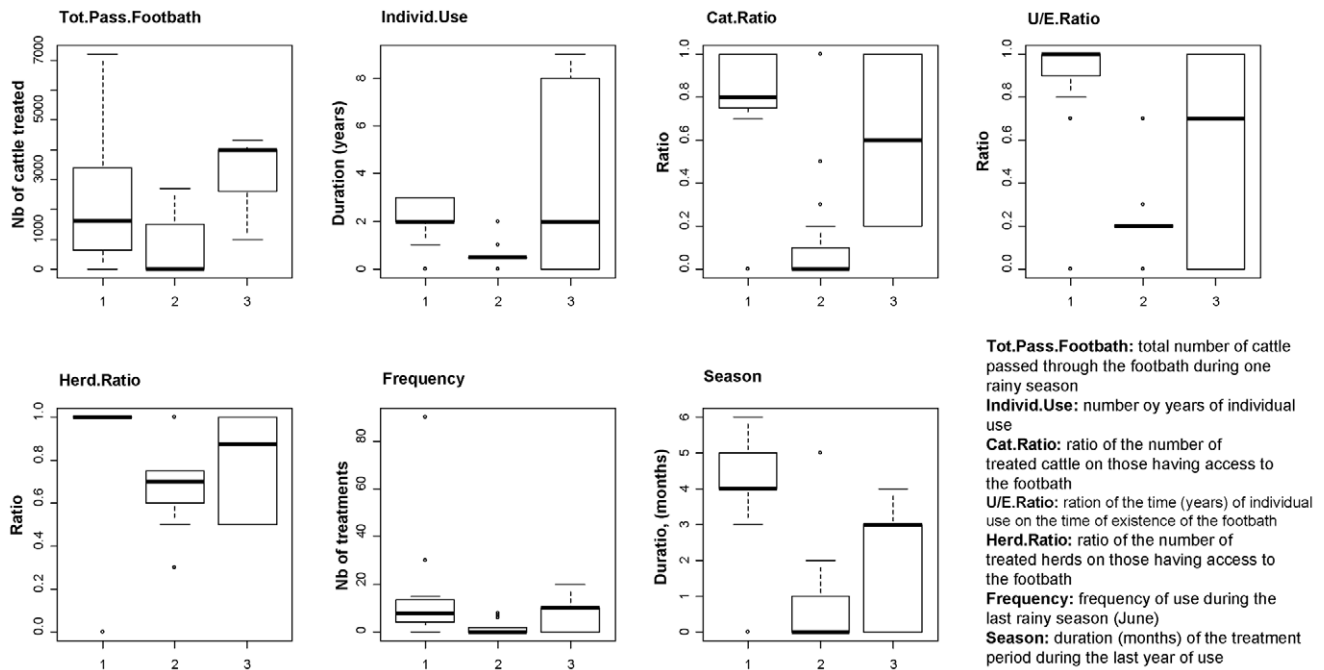 Tot.Pass.Footbath
Nb of cattle treated
7000
5000
3000
1000
0
1 2 3
Individ.Use
Duration (years)
8
6
4
2
0
1 2 3
Cat.Ratio
Ratio
1.0
0.8
0.6
0.4
0.2
0.0
1 2 3
U/E.Ratio
Ratio
1.0
0.8
0.6
0.4
0.2
0.0
1 2 3
Herd.Ratio
Ratio
1.0
0.8
0.6
0.4
0.2
0.0
1 2 3
Frequency
Nb of treatments
80
60
40
20
0
1 2 3
Season
Duratio, (months)
6
5
4
3
2
1
0
1 2 3
Tot.Pass.Footbath: total number of cattle
passed through the footbath during one
rainy season
Individ.Use: number oy years of individual
use
Cat.Ratio: ratio of the number of
treated cattle on those having access to
the footbath
U/E.Ratio: ration of the time (years) of individual
use on the time of existence of the footbath
Herd.Ratio: ratio of the number of
treated herds on those having access to
the footbath
Frequency: frequency of use during the
last rainy season (June)
Season: duration (months) of the treatment
period during the last year of use